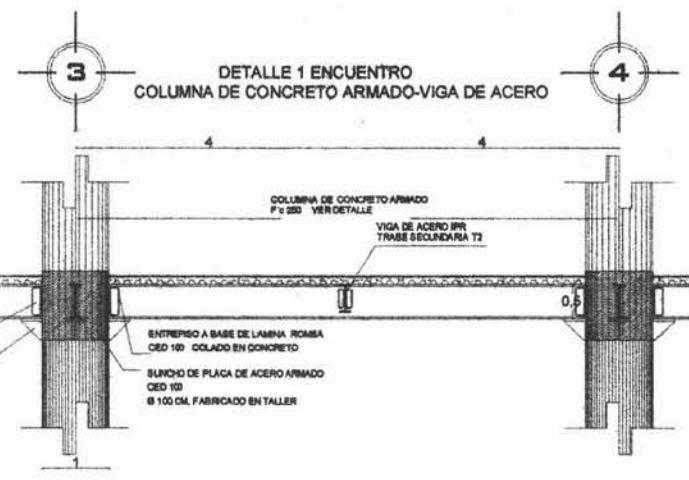 3
DETALLE 1 ENCUENTRO
COLUMNA DE CONCRETO ARMADO-VIGA DE ACERO
4
4
4
COLUMNA DE CONCRETO ARMADO
F'c 250 VER DETALLE
VIGA DE ACERO IPR
TRABE SECUNDARIA T2
0,5
ENTREPISO A BASE DE LAMINA ROMSA
CED 100 COLADO EN CONCRETO
SUNCHO DE PLACA DE ACERO ARMADO
CED 100
Ø 100 CM, FABRICADO EN TALLER
1